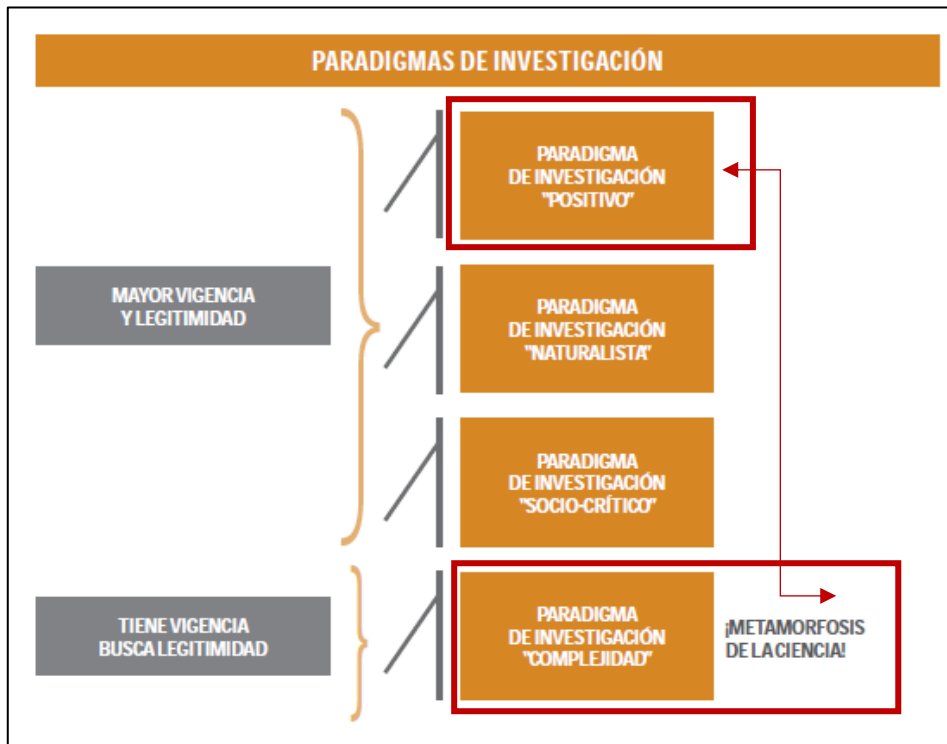 PARADIGMAS DE INVESTIGACIÓN
PARADIGMA
DE INVESTIGACIÓN
"POSITIVO"
MAYOR VIGENCIA
Y LEGITIMIDAD
PARADIGMA
DE INVESTIGACIÓN
"NATURALISTA"
PARADIGMA
DE INVESTIGACIÓN
"SOCIO-CRÍTICO"
TIENE VIGENCIA
BUSCA LEGITIMIDAD
PARADIGMA
DE INVESTIGACIÓN
"COMPLEJIDAD"
¡METAMORFOSIS
DE LA CIENCIA!